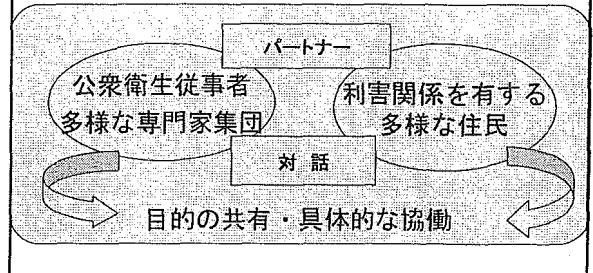 パートナー
公衆衛生従事者
多様な専門家集団
利害関係を有する
多様な住民
対話
目的の共有・具体的な協働